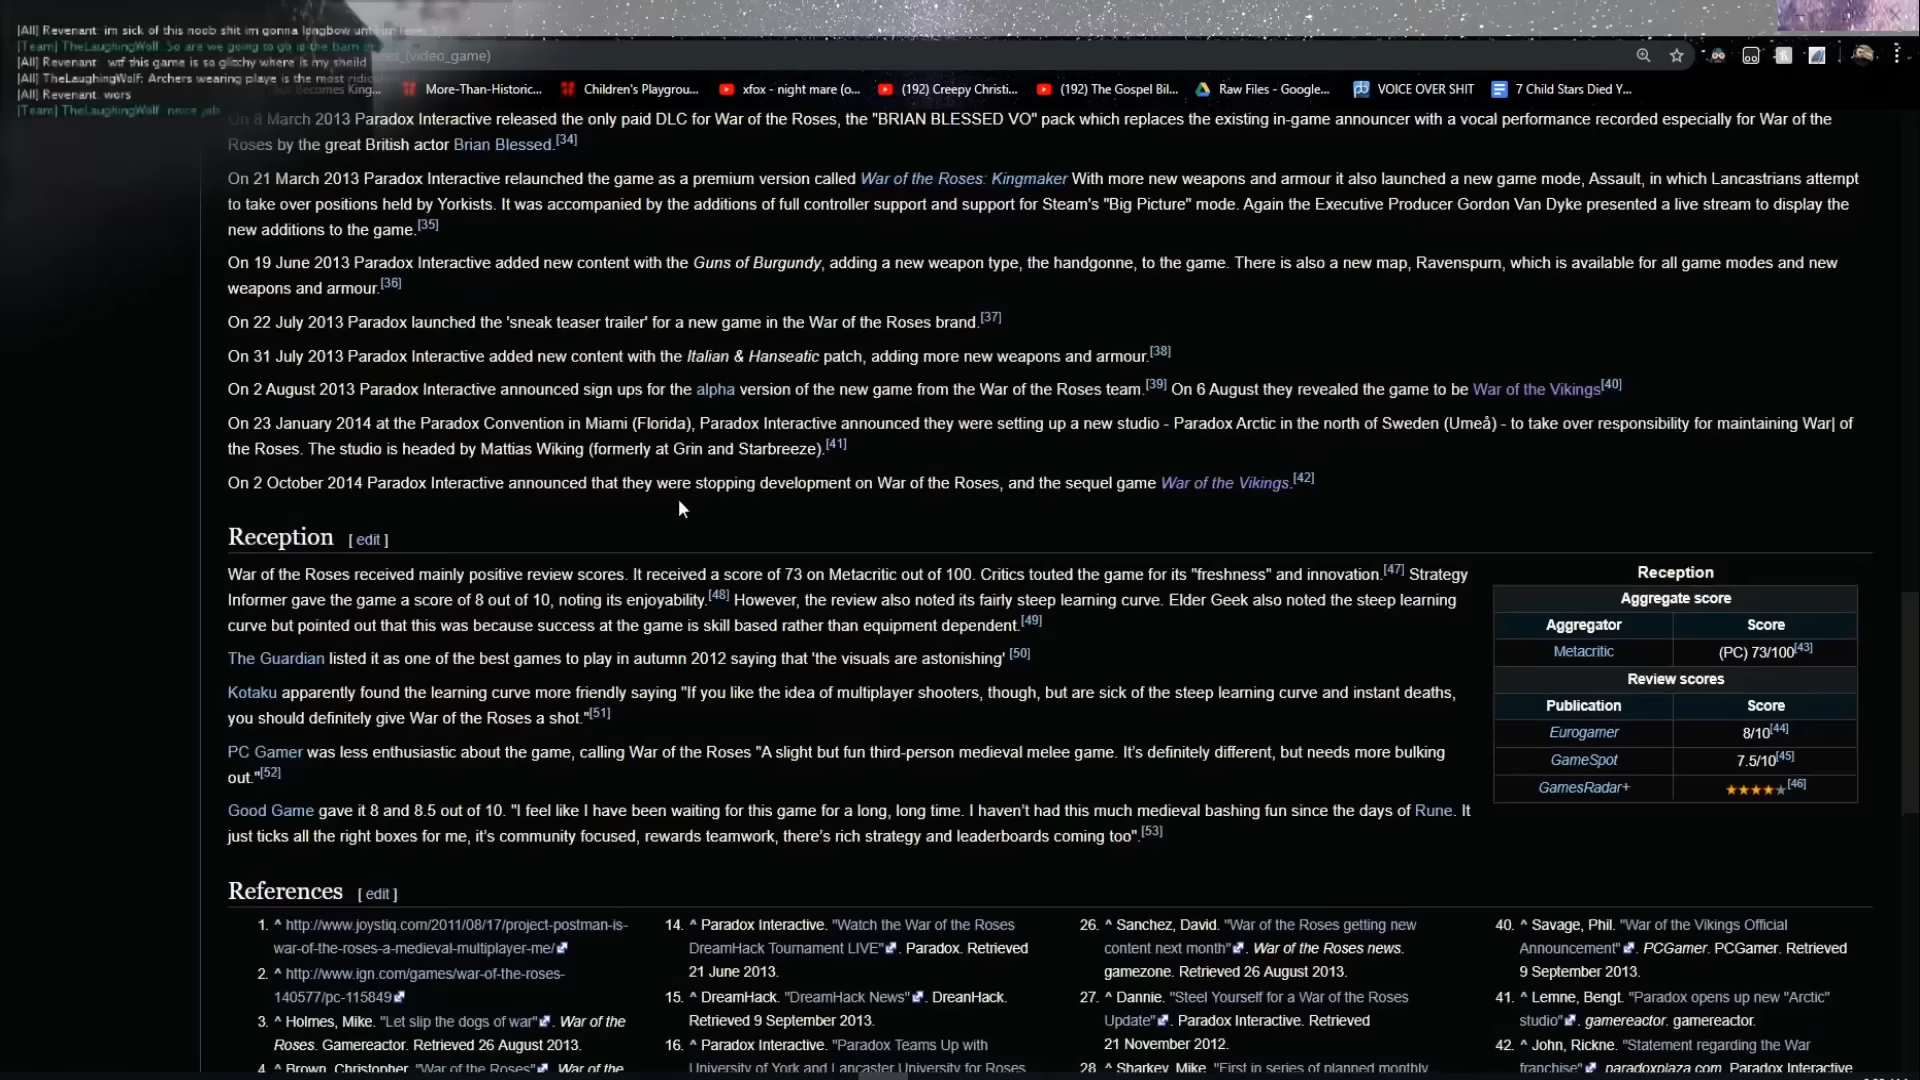 [All] Revenant: im sick of this noob shit im gonna longbow
[Team] TheLaughingWolf: So are we going to go in the barn
[All] Revenant: wtf this game is so glitchy where is my sheild
[All] TheLaughingWolf: Archers wearing playe is the most
[All] Revenant: wors
[Team] TheLaughingWolf: nnice jab
(video_game)
Becomes King...
More-Than-Historic...
Children's Playgrou...
xfox - night mare (o...
(192) Creepy Christi...
(192) The Gospel Bil...
Raw Files - Google...
VOICE OVER SHIT
7 Child Stars Died Y...
On 8 March 2013 Paradox Interactive released the only paid DLC for War of the Roses, the "BRIAN BLESSED VO" pack which replaces the existing in-game announcer with a vocal performance recorded especially for War of the
Roses by the great British actor Brian Blessed.[34]
On 21 March 2013 Paradox Interactive relaunched the game as a premium version called War of the Roses: Kingmaker With more new weapons and armour it also launched a new game mode, Assault, in which Lancastrians attempt
to take over positions held by Yorkists. It was accompanied by the additions of full controller support and support for Steam's "Big Picture" mode. Again the Executive Producer Gordon Van Dyke presented a live stream to display the
new additions to the game.[35]
On 19 June 2013 Paradox Interactive added new content with the Guns of Burgundy, adding a new weapon type, the handgonne, to the game. There is also a new map, Ravenspurn, which is available for all game modes and new
weapons and armour.[36]
On 22 July 2013 Paradox launched the 'sneak teaser trailer' for a new game in the War of the Roses brand.[37]
On 31 July 2013 Paradox Interactive added new content with the Italian & Hanseatic patch, adding more new weapons and armour.[38]
On 2 August 2013 Paradox Interactive announced sign ups for the alpha version of the new game from the War of the Roses team.[39] On 6 August they revealed the game to be War of the Vikings[40]
On 23 January 2014 at the Paradox Convention in Miami (Florida), Paradox Interactive announced they were setting up a new studio - Paradox Arctic in the north of Sweden (Umeå) - to take over responsibility for maintaining War| of
the Roses. The studio is headed by Mattias Wiking (formerly at Grin and Starbreeze).[41]
On 2 October 2014 Paradox Interactive announced that they were stopping development on War of the Roses, and the sequel game War of the Vikings.[42]
Reception [ edit ]
War of the Roses received mainly positive review scores. It received a score of 73 on Metacritic out of 100. Critics touted the game for its "freshness" and innovation.[47] Strategy
Informer gave the game a score of 8 out of 10, noting its enjoyability.[48] However, the review also noted its fairly steep learning curve. Elder Geek also noted the steep learning
curve but pointed out that this was because success at the game is skill based rather than equipment dependent.[49]
The Guardian listed it as one of the best games to play in autumn 2012 saying that 'the visuals are astonishing' [50]
Kotaku apparently found the learning curve more friendly saying "If you like the idea of multiplayer shooters, though, but are sick of the steep learning curve and instant deaths,
you should definitely give War of the Roses a shot."[51]
PC Gamer was less enthusiastic about the game, calling War of the Roses "A slight but fun third-person medieval melee game. It's definitely different, but needs more bulking
out."[52]
Good Game gave it 8 and 8.5 out of 10. "I feel like I have been waiting for this game for a long, long time. I haven't had this much medieval bashing fun since the days of Rune. It
just ticks all the right boxes for me, it's community focused, rewards teamwork, there's rich strategy and leaderboards coming too".[53]
Reception
Aggregate score
Aggregator Score
Metacritic (PC) 73/100[43]
Review scores
Publication Score
Eurogamer 8/10[44]
GameSpot 7.5/10[45]
GamesRadar+ ★★★★★[46]
References [ edit ]
1. ^ http://www.joystiq.com/2011/08/17/project-postman-is-
war-of-the-roses-a-medieval-multiplayer-me/
2. ^ http://www.ign.com/games/war-of-the-roses-
140577/pc-115849
3. ^ Holmes, Mike. "Let slip the dogs of war". War of the
Roses. Gamereactor. Retrieved 26 August 2013.
4. ^ Brown, Christopher. "War of the Roses". War of the
14. ^ Paradox Interactive. "Watch the War of the Roses
DreamHack Tournament LIVE". Paradox. Retrieved
21 June 2013.
15. ^ DreamHack. "DreamHack News". DreanHack.
Retrieved 9 September 2013.
16. ^ Paradox Interactive. "Paradox Teams Up with
University of York and Lancaster University for Roses
26. ^ Sanchez, David. "War of the Roses getting new
content next month". War of the Roses news.
gamezone. Retrieved 26 August 2013.
27. ^ Dannie. "Steel Yourself for a War of the Roses
Update". Paradox Interactive. Retrieved
21 November 2012.
28. ^ Sharkey, Mike. "First in series of planned monthly
40. ^ Savage, Phil. "War of the Vikings Official
Announcement". PCGamer. PCGamer. Retrieved
9 September 2013.
41. ^ Lemne, Bengt. "Paradox opens up new "Arctic"
studio". gamereactor. gamereactor.
42. ^ John, Rickne. "Statement regarding the War
franchise". paradoxplaza.com. Paradox Interactive